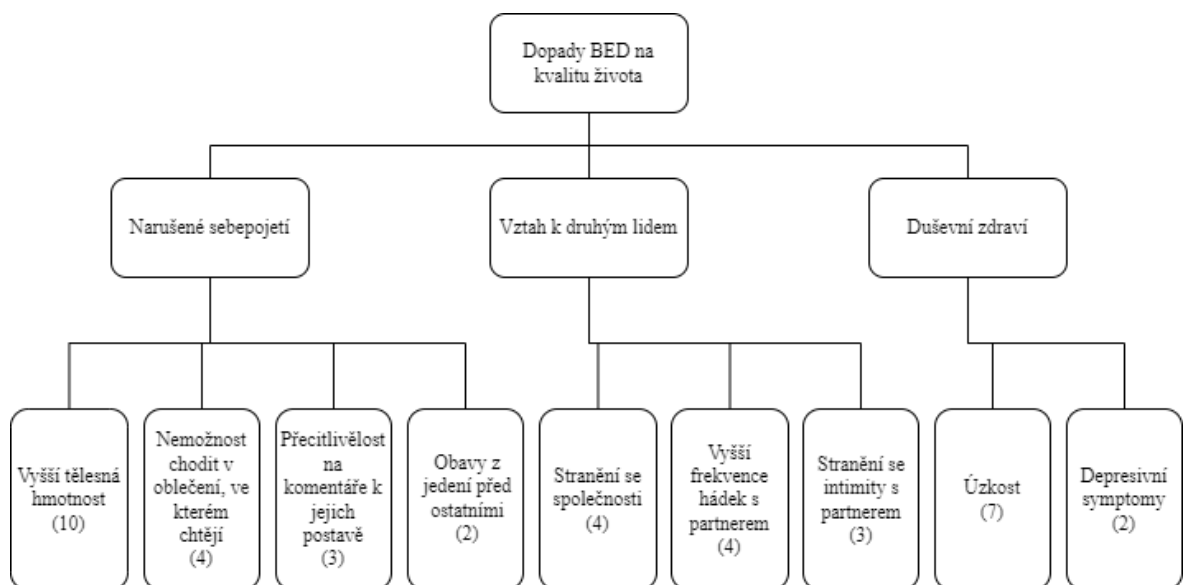 Dopady BED na
kvalitu života
Narušené sebepojetí
Vztah k druhým lidem
Duševní zdraví
Vyšší tělesná
hmotnost
(10)
Nemožnost
chodit v
oblečení, ve
kterém chtějí
(4)
Přecitlivělost
na
komentáře k
jejich
postavě
(3)
Obavy z
jedení před
ostatními
(2)
Stranění se
společnosti
(4)
Vyšší
frekvence
hádek s
partnerem
(4)
Stranění se
intimity s
partnerem
(3)
Úzkost
(7)
Depresivní
symptomy
(2)